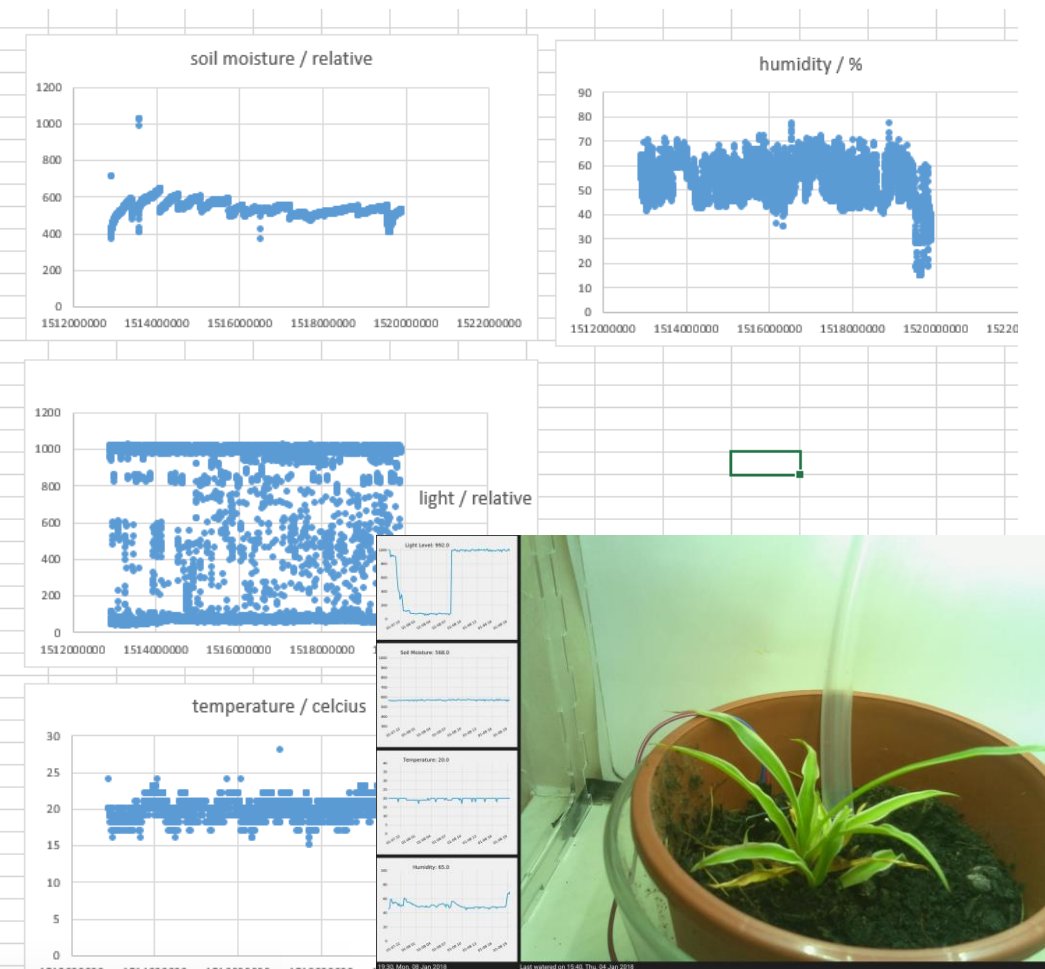 soil moisture / relative
1200
1000
800
600
400
200
0
1512000000 1514000000 1516000000 1518000000 1520000000 1522000000
humidity / %
90
80
70
60
50
40
30
20
10
0
1512000000 1514000000 1516000000 1518000000 1520000000 15220
light / relative
1200
1000
800
600
400
200
0
1512000000 1514000000 1516000000 1518000000
temperature / celcius
30
25
20
15
10
5
0
Light Level: 992.0
Soil Moisture: 568.0
Temperature: 20.0
Humidity: 65.0
19:30, Mon, 08 Jan 2018
Last watered on 15:40, Thu, 04 Jan 2018